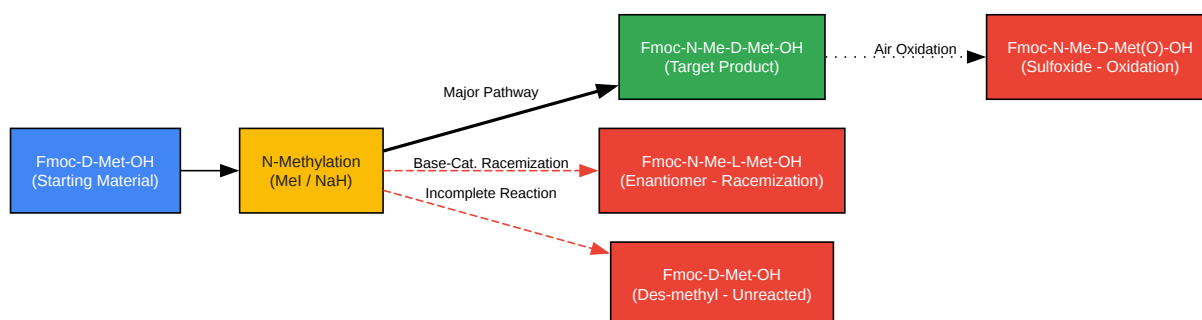 Fmoc-D-Met-OH
(Starting Material)
N-Methylation
(MeI / NaH)
Major Pathway
Fmoc-N-Me-D-Met-OH
(Target Product)
Air Oxidation
Fmoc-N-Me-D-Met(O)-OH
(Sulfoxide - Oxidation)
Base-Cat. Racemization
Fmoc-N-Me-L-Met-OH
(Enantiomer - Racemization)
Incomplete Reaction
Fmoc-D-Met-OH
(Des-methyl - Unreacted)